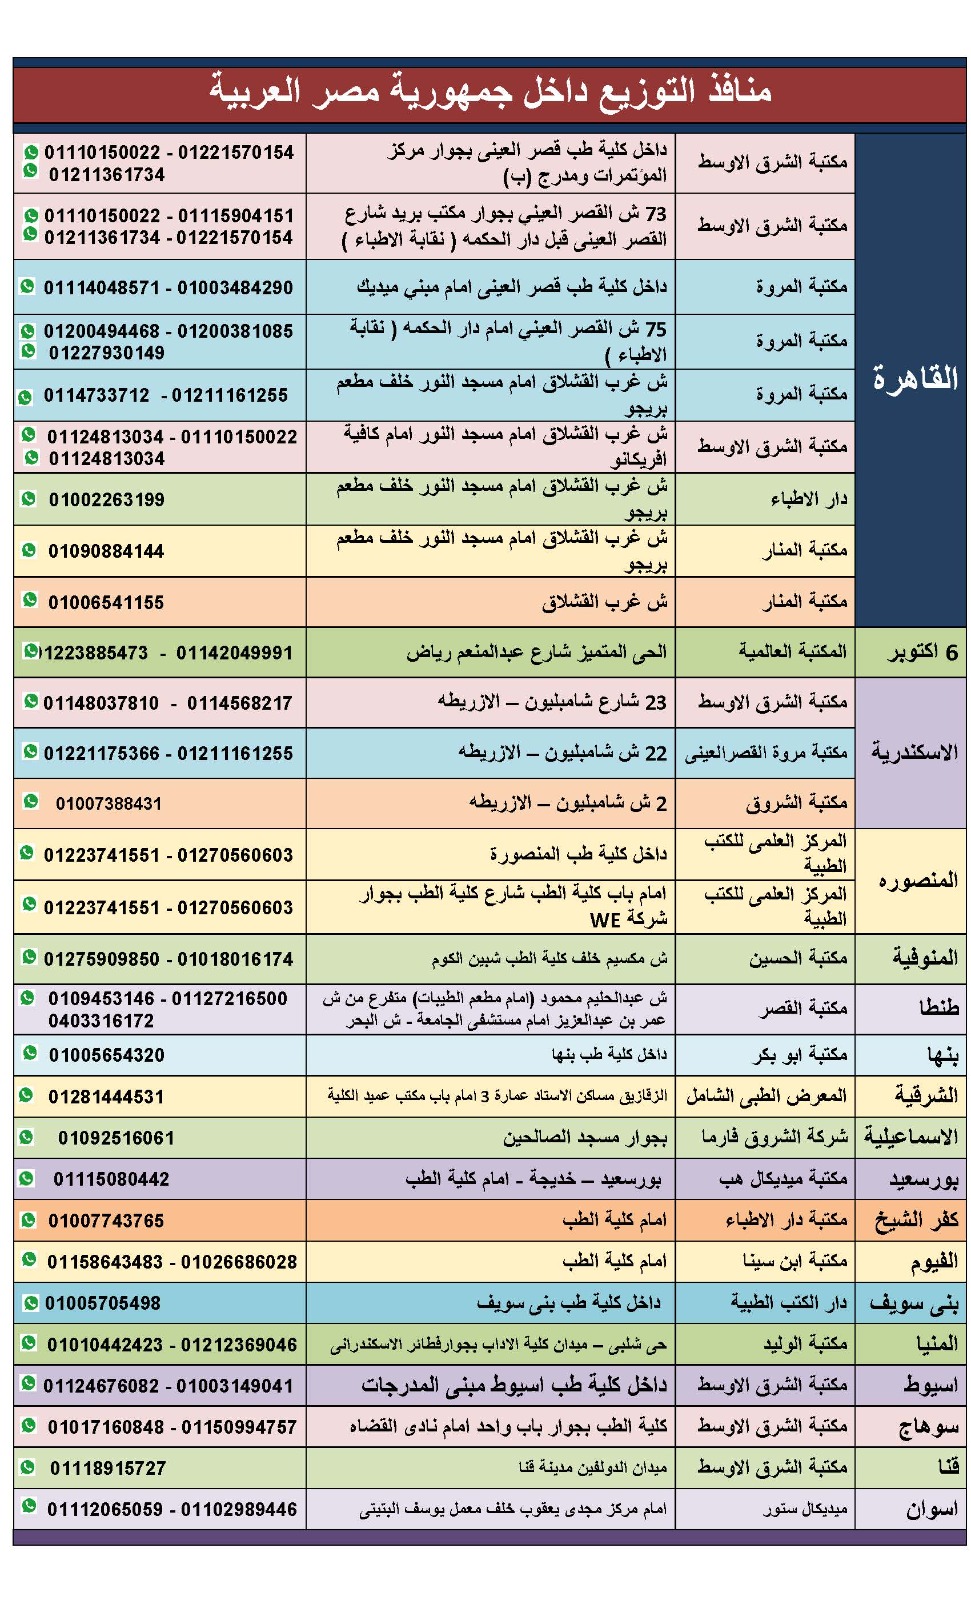 منافذ التوزيع داخل جمهورية مصر العربية
القاهرة
مكتبة الشرق الاوسط
داخل كلية طب قصر العينى بجوار مركز
المؤتمرات ومدرج (ب)
01110150022 - 01221570154
01211361734
مكتبة الشرق الاوسط
73 ش القصر العيني بجوار مكتب بريد شارع
القصر العينى قبل دار الحكمه ( نقابة الاطباء )
01110150022 - 01115904151
01211361734 - 01221570154
مكتبة المروة
داخل كلية طب قصر العينى امام مبني ميديك
01114048571 - 01003484290
مكتبة المروة
75 ش القصر العيني امام دار الحكمه ( نقابة
الاطباء )
01200494468 - 01200381085
01227930149
مكتبة المروة
ش غرب القشلاق امام مسجد النور خلف مطعم
بريجو
0114733712 - 01211161255
مكتبة الشرق الاوسط
ش غرب القشلاق امام مسجد النور امام كافية
افريكانو
01124813034 - 01110150022
01124813034
دار الاطباء
ش غرب القشلاق امام مسجد النور خلف مطعم
بريجو
01002263199
مكتبة المنار
ش غرب القشلاق امام مسجد النور خلف مطعم
بريجو
01090884144
مكتبة المنار
ش غرب القشلاق
01006541155
6 اكتوبر
المكتبة العالمية
الحى المتميز شارع عبدالمنعم رياض
01223885473 - 01142049991
الاسكندرية
مكتبة الشرق الاوسط
23 شارع شامبليون – الازريطه
01148037810 - 0114568217
مكتبة مروة القصرالعينى
22 ش شامبليون – الازريطه
01221175366 - 01211161255
مكتبة الشروق
2 ش شامبليون – الازريطه
01007388431
المنصوره
المركز العلمى للكتب
الطبية
داخل كلية طب المنصورة
01223741551 - 01270560603
المركز العلمى للكتب
الطبية
امام باب كلية الطب شارع كلية الطب بجوار
شركة WE
01223741551 - 01270560603
المنوفية
مكتبة الحسين
ش مكسيم خلف كلية الطب شبين الكوم
01275909850 - 01018016174
طنطا
مكتبة القصر
ش عبدالحليم محمود (امام مطعم الطيبات) متفرع من ش
عمر بن عبدالعزيز امام مستشفى الجامعة - ش البحر
0109453146 - 01127216500
0403316172
بنها
مكتبة ابو بكر
داخل كلية طب بنها
01005654320
الشرقية
المعرض الطبى الشامل
الزقازيق مساكن الاستاد عمارة 3 امام باب مكتب عميد الكلية
01281444531
الاسماعيلية
شركة الشروق فارما
بجوار مسجد الصالحين
01092516061
بورسعيد
مكتبة ميديكال هب
بورسعيد – خديجة - امام كلية الطب
01115080442
كفر الشيخ
مكتبة دار الاطباء
امام كلية الطب
01007743765
الفيوم
مكتبة ابن سينا
امام كلية الطب
01158643483 - 01026686028
بنى سويف
دار الكتب الطبية
داخل كلية طب بنى سويف
01005705498
المنيا
مكتبة الوليد
حى شلبى – ميدان كلية الاداب بجوارفطائر الاسكندرانى
01010442423 - 01212369046
اسيوط
مكتبة الشرق الاوسط
داخل كلية طب اسيوط مبنى المدرجات
01124676082 - 01003149041
سوهاج
مكتبة الشرق الاوسط
كلية الطب بجوار باب واحد امام نادى القضاه
01017160848 - 01150994757
قنا
مكتبة الشرق الاوسط
ميدان الدولفين مدينة قنا
01118915727
اسوان
ميديكال ستور
امام مركز مجدى يعقوب خلف معمل يوسف البتيتى
01112065059 - 01102989446